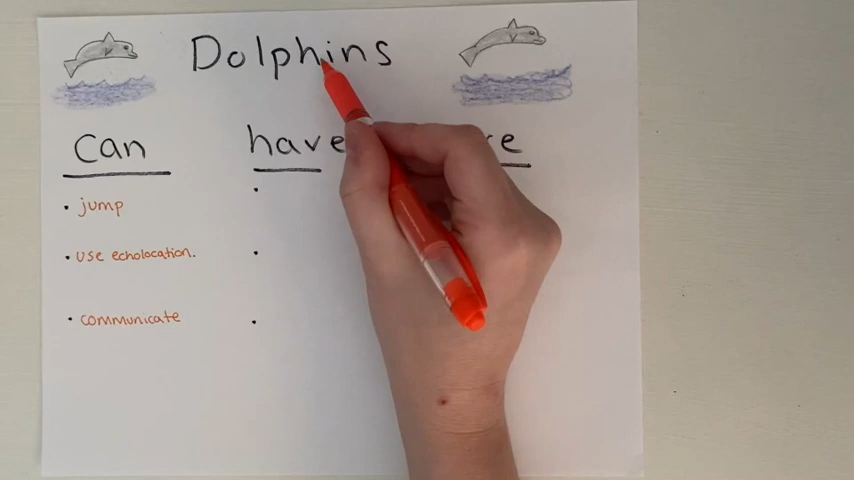 Dolphins
Can have
• jump
• use echolocation.
• communicate